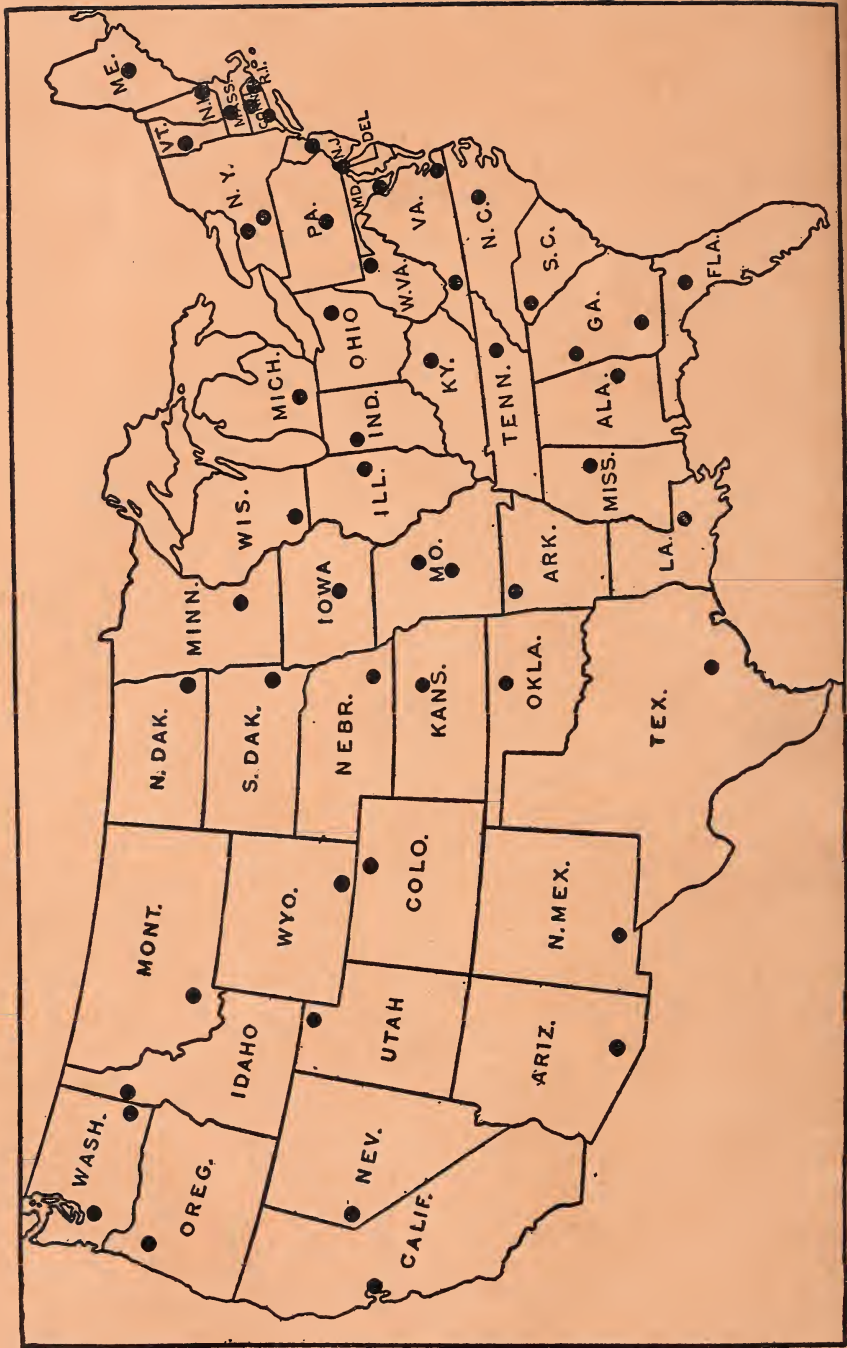 WASH.
OREG.
CALIF.
NEV.
IDAHO
MONT.
WYO.
UTAH
COLO.
ARIZ.
N.MEX.
N. DAK.
S. DAK.
NEBR.
KANS.
OKLA.
TEX.
MINN.
IOWA
MO.
ARK.
LA.
WIS.
ILL.
MICH.
IND.
OHIO
KY.
TENN.
MISS.
ALA.
GA.
FLA.
S.C.
N.C.
VA.
W.VA.
MD.
DEL
N.J.
PA.
N.Y.
VT.
N.H.
ME.
MASS.
CONN.
R.I.